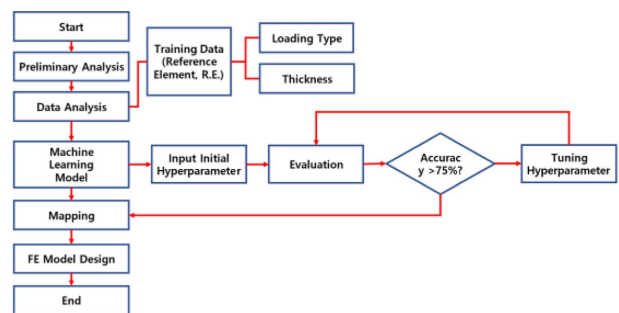 Start
Preliminary Analysis
Data Analysis
Training Data
(Reference
Element, R.E.)
Loading Type
Thickness
Machine
Learning
Model
Input Initial
Hyperparameter
Evaluation
Accurac
y >75%?
Tuning
Hyperparameter
Mapping
FE Model Design
End